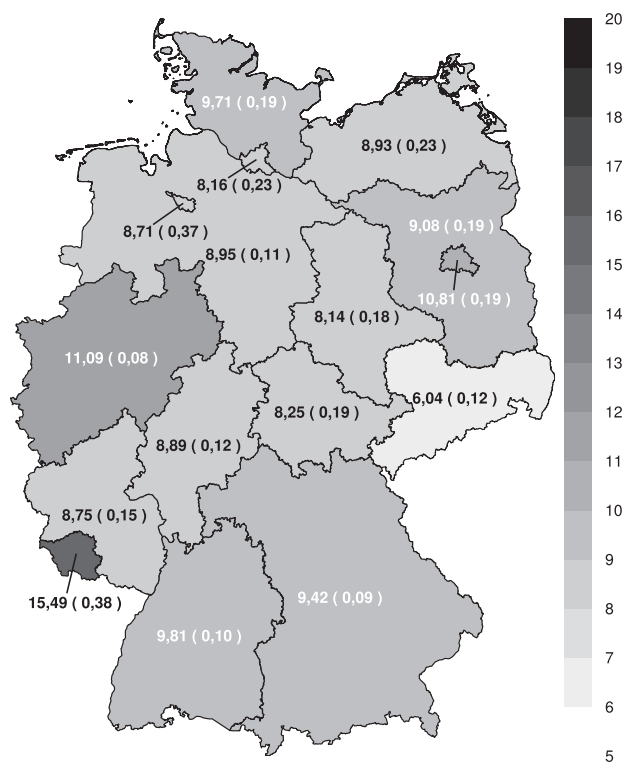 9,71 ( 0,19 )
8,93 ( 0,23 )
8,16 ( 0,23 )
8,71 ( 0,37 )
8,95 ( 0,11 )
9,08 ( 0,19 )
10,81 ( 0,19 )
8,14 ( 0,18 )
11,09 ( 0,08 )
6,04 ( 0,12 )
8,25 ( 0,19 )
8,89 ( 0,12 )
8,75 ( 0,15 )
15,49 ( 0,38 )
9,42 ( 0,09 )
9,81 ( 0,10 )
20
19
18
17
16
15
14
13
12
11
10
9
8
7
6
5